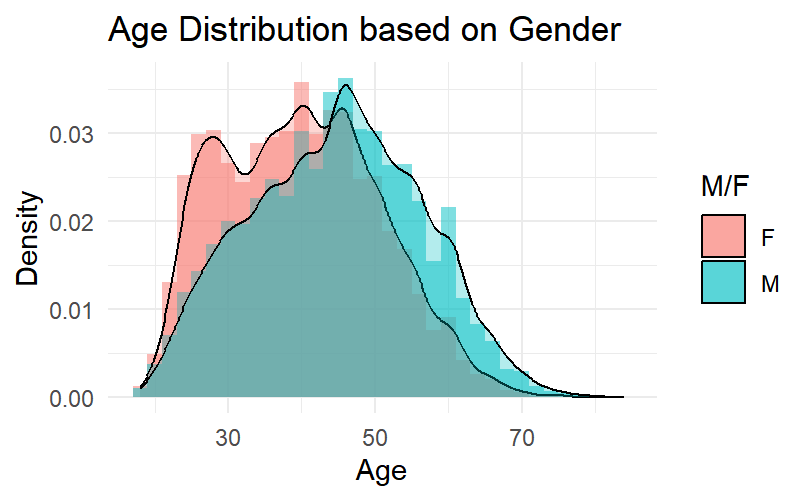 Age Distribution based on Gender
Density
0.03
0.02
0.01
0.00
30
50
70
Age
M/F
F
M